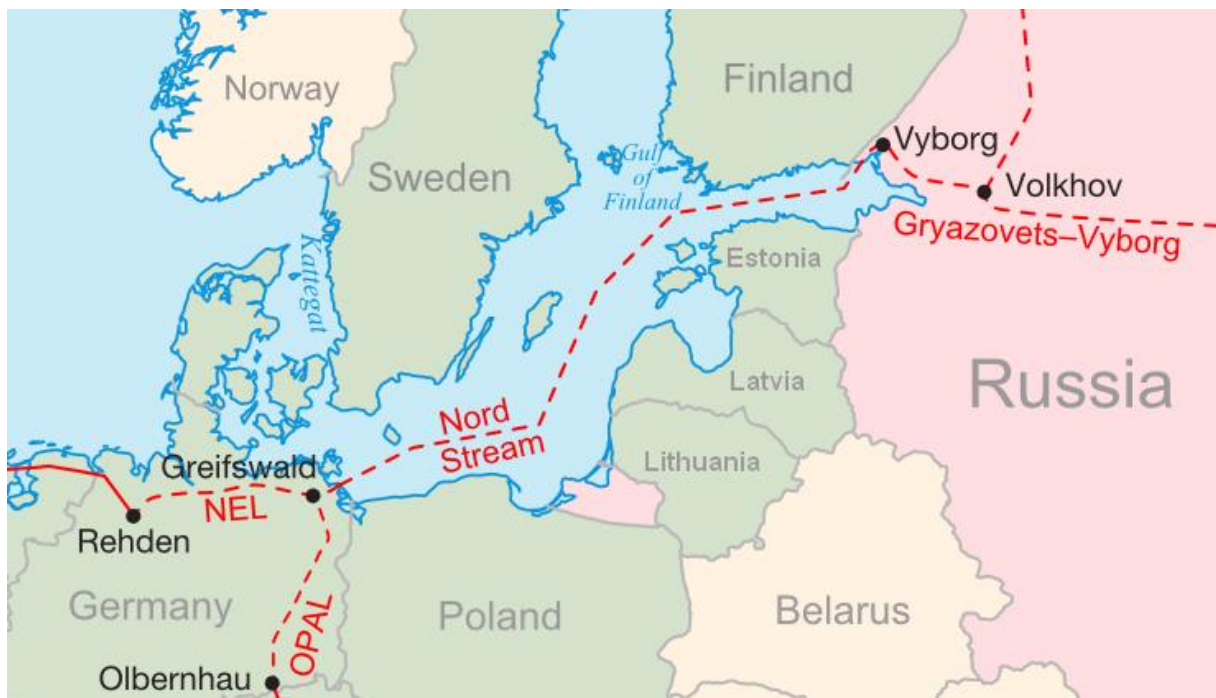 Norway
Finland
Sweden
Gulf
of
Finland
Vyborg
Volkhov
Gryazovets–Vyborg
Kattegat
Estonia
Russia
Latvia
Nord
Stream
Lithuania
Greifswald
NEL
Rehden
Germany
OPAL
Poland
Belarus
Olbernhau